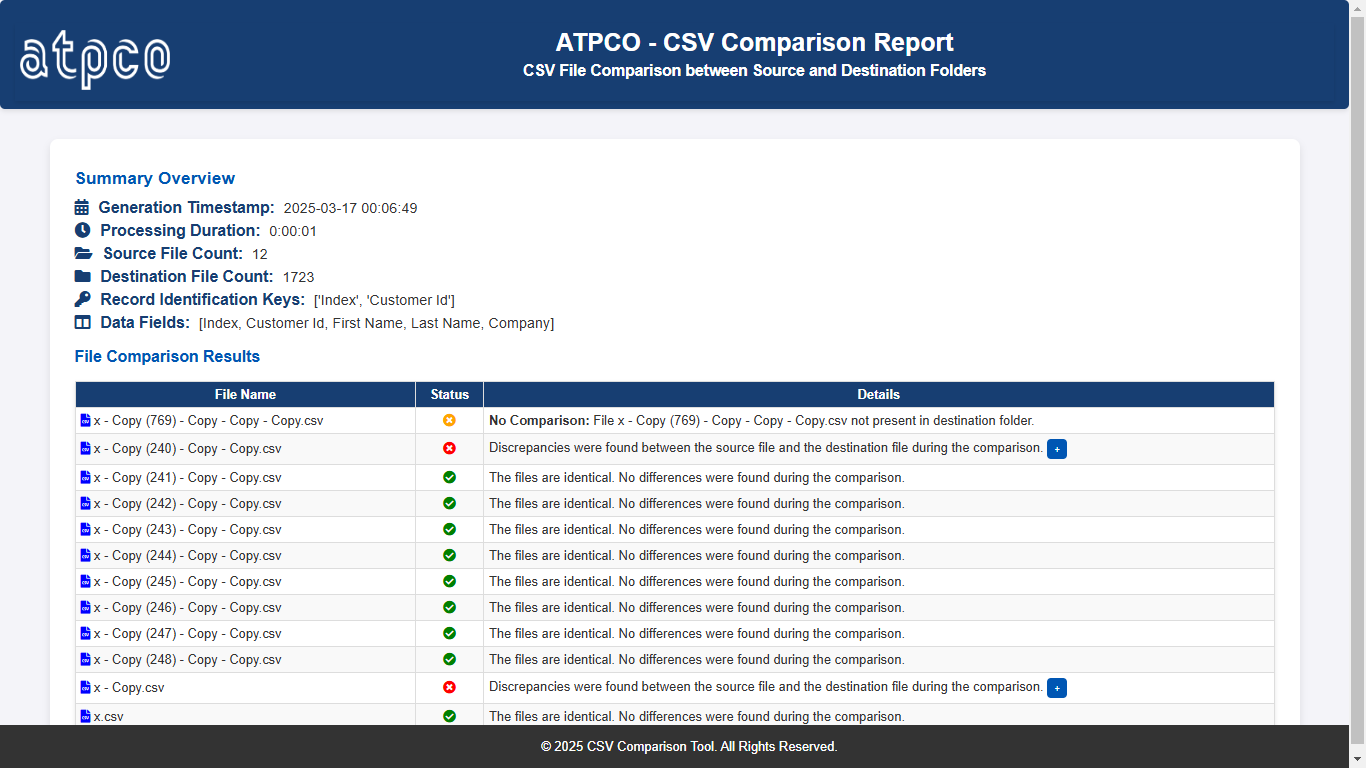 atpco
ATPCO - CSV Comparison Report
CSV File Comparison between Source and Destination Folders
Summary Overview
Generation Timestamp: 2025-03-17 00:06:49
Processing Duration: 0:00:01
Source File Count: 12
Destination File Count: 1723
Record Identification Keys: ['Index', 'Customer Id']
Data Fields: [Index, Customer Id, First Name, Last Name, Company]
File Comparison Results
File Name Status Details
x - Copy (769) - Copy - Copy - Copy.csv No Comparison: File x - Copy (769) - Copy - Copy - Copy.csv not present in destination folder.
x - Copy (240) - Copy - Copy.csv Discrepancies were found between the source file and the destination file during the comparison. +
x - Copy (241) - Copy - Copy.csv The files are identical. No differences were found during the comparison.
x - Copy (242) - Copy - Copy.csv The files are identical. No differences were found during the comparison.
x - Copy (243) - Copy - Copy.csv The files are identical. No differences were found during the comparison.
x - Copy (244) - Copy - Copy.csv The files are identical. No differences were found during the comparison.
x - Copy (245) - Copy - Copy.csv The files are identical. No differences were found during the comparison.
x - Copy (246) - Copy - Copy.csv The files are identical. No differences were found during the comparison.
x - Copy (247) - Copy - Copy.csv The files are identical. No differences were found during the comparison.
x - Copy (248) - Copy - Copy.csv The files are identical. No differences were found during the comparison.
x - Copy.csv Discrepancies were found between the source file and the destination file during the comparison. +
x.csv The files are identical. No differences were found during the comparison.
© 2025 CSV Comparison Tool. All Rights Reserved.